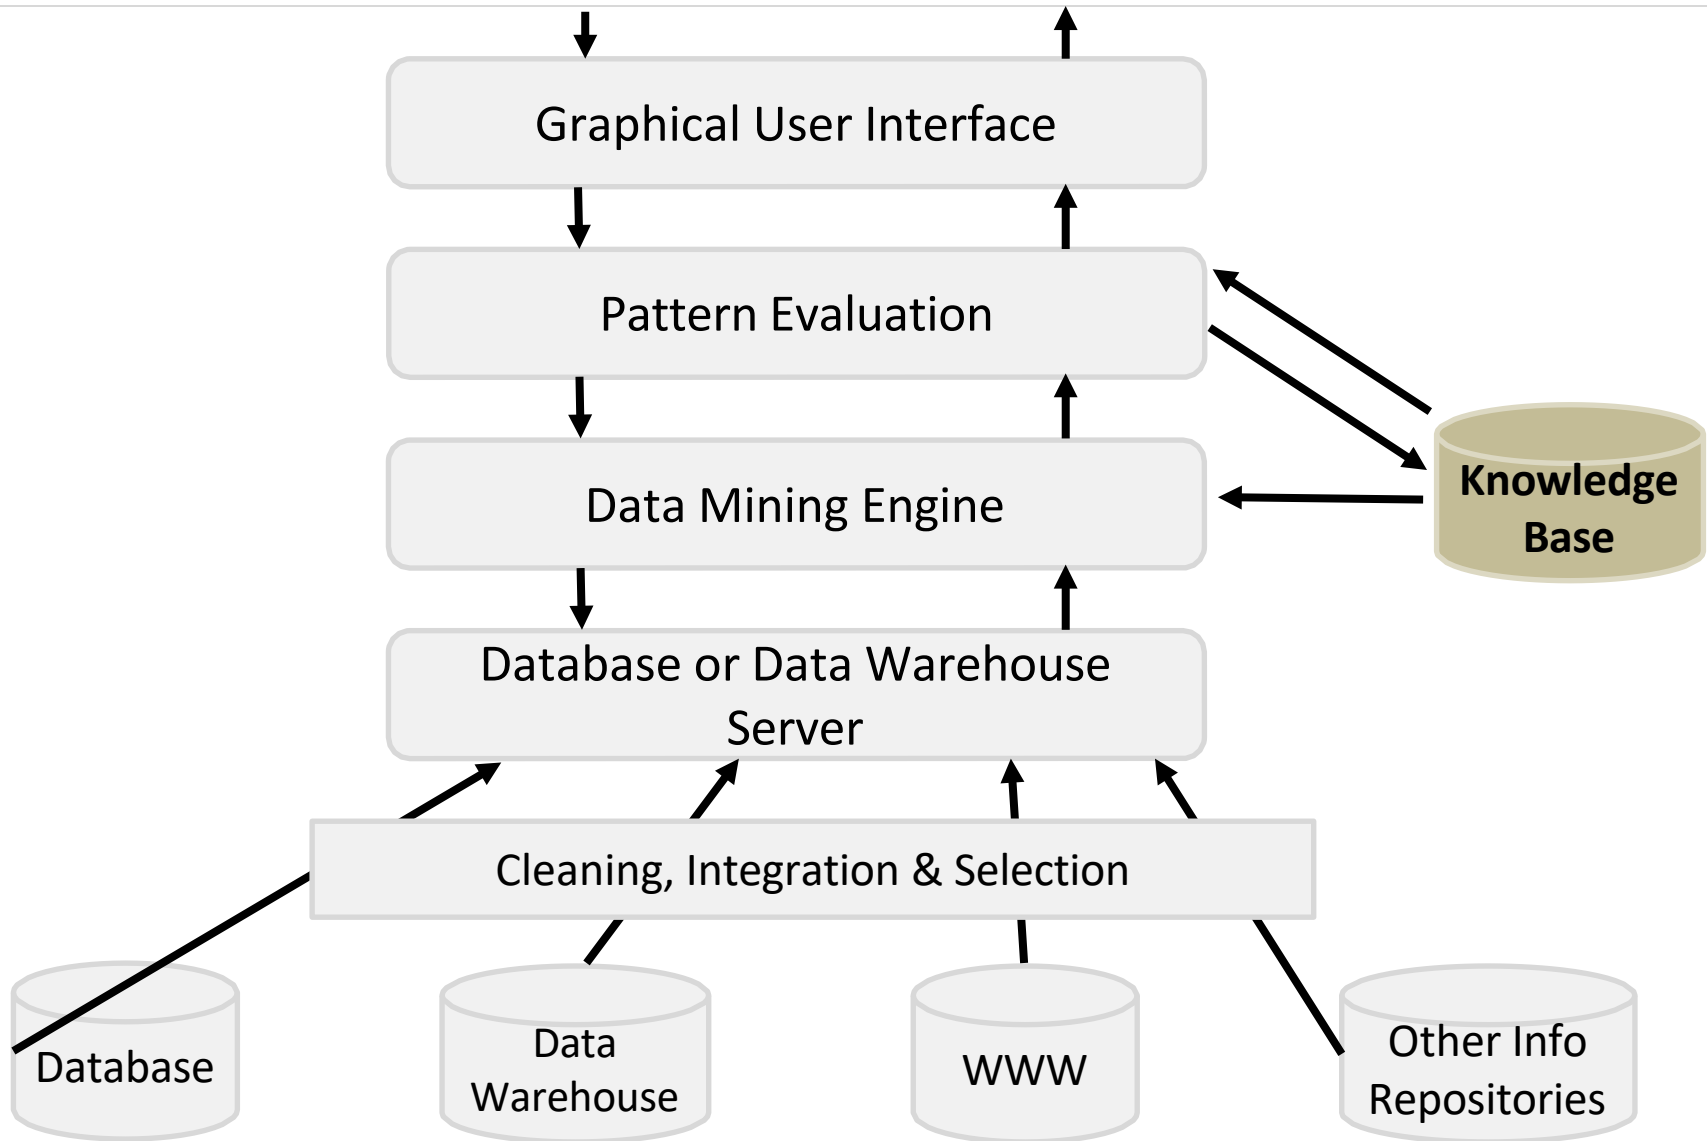 Graphical User Interface
Pattern Evaluation
Data Mining Engine
Knowledge
Base
Database or Data Warehouse
Server
Cleaning, Integration & Selection
Database
Data
Warehouse
WWW
Other Info
Repositories